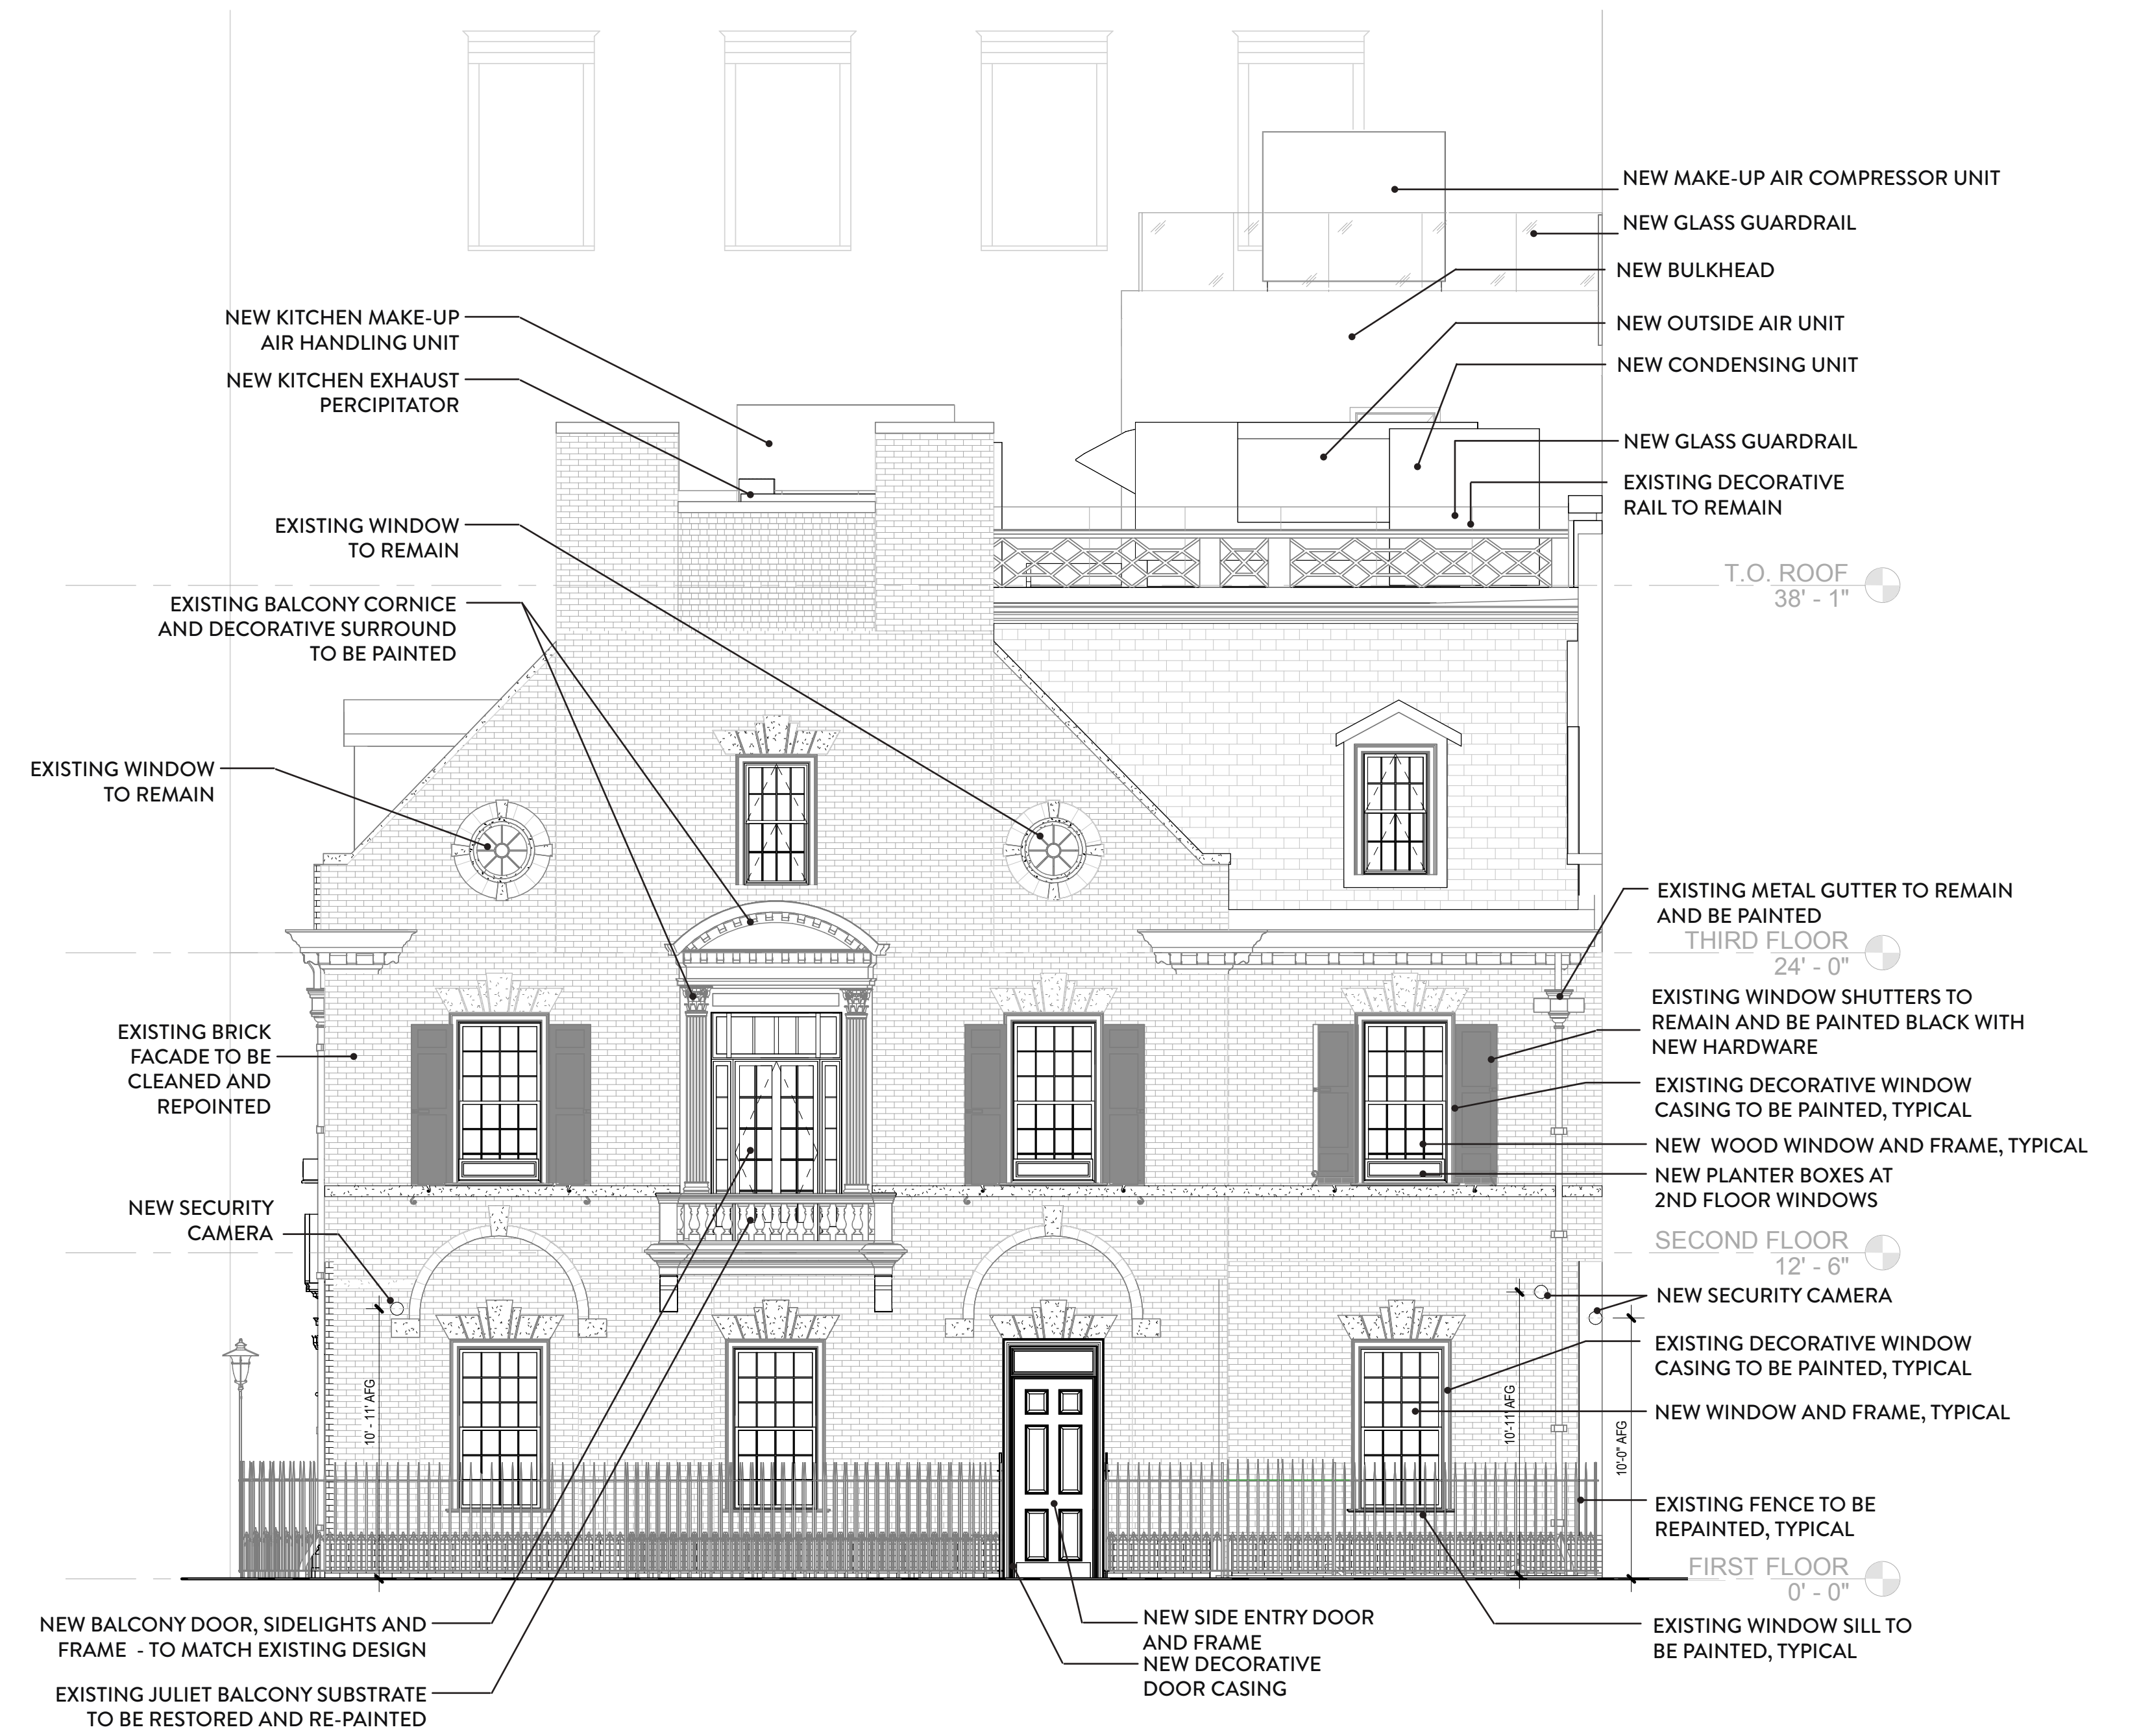 NEW MAKE-UP AIR COMPRESSOR UNIT
NEW GLASS GUARDRAIL
NEW BULKHEAD
NEW OUTSIDE AIR UNIT
NEW CONDENSING UNIT
NEW GLASS GUARDRAIL
EXISTING DECORATIVE
RAIL TO REMAIN
T.O. ROOF
38' - 1"
NEW KITCHEN MAKE-UP
AIR HANDLING UNIT
NEW KITCHEN EXHAUST
PERCIPITATOR
EXISTING WINDOW
TO REMAIN
EXISTING BALCONY CORNICE
AND DECORATIVE SURROUND
TO BE PAINTED
EXISTING WINDOW
TO REMAIN
EXISTING BRICK
FACADE TO BE
CLEANED AND
REPOINTED
NEW SECURITY
CAMERA
EXISTING METAL GUTTER TO REMAIN
AND BE PAINTED
THIRD FLOOR
24' - 0"
EXISTING WINDOW SHUTTERS TO
REMAIN AND BE PAINTED BLACK WITH
NEW HARDWARE
EXISTING DECORATIVE WINDOW
CASING TO BE PAINTED, TYPICAL
NEW WOOD WINDOW AND FRAME, TYPICAL
NEW PLANTER BOXES AT
2ND FLOOR WINDOWS
SECOND FLOOR
12' - 6"
NEW SECURITY CAMERA
EXISTING DECORATIVE WINDOW
CASING TO BE PAINTED, TYPICAL
NEW WINDOW AND FRAME, TYPICAL
10' - 11' AFG
10'-11' AFG
10'-0" AFG
EXISTING FENCE TO BE
REPAINTED, TYPICAL
FIRST FLOOR
0' - 0"
NEW BALCONY DOOR, SIDELIGHTS AND
FRAME - TO MATCH EXISTING DESIGN
EXISTING JULIET BALCONY SUBSTRATE
TO BE RESTORED AND RE-PAINTED
NEW SIDE ENTRY DOOR
AND FRAME
NEW DECORATIVE
DOOR CASING
EXISTING WINDOW SILL TO
BE PAINTED, TYPICAL